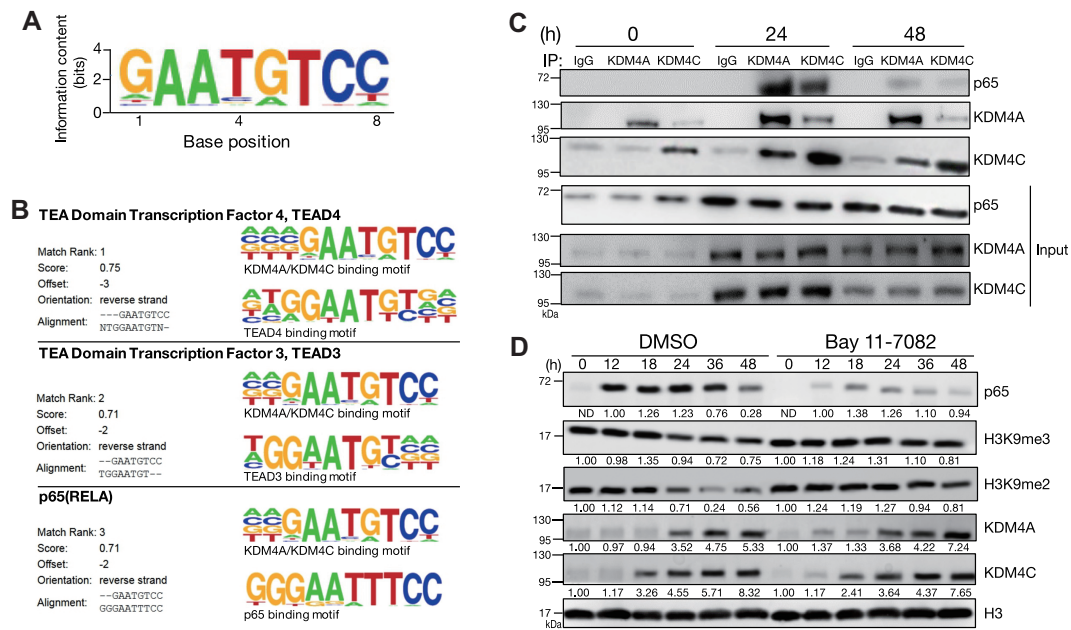 A
Information content
(bits)
4
2
0
GAATGTCC
1 4 8
Base position
B
TEA Domain Transcription Factor 4, TEAD4
Match Rank: 1
Score: 0.75
Offset: -3
Orientation: reverse strand
Alignment: ---GAATGTCC
NTGGAATGTN-
KDM4A/KDM4C binding motif
TEAD4 binding motif
TEA Domain Transcription Factor 3, TEAD3
Match Rank: 2
Score: 0.71
Offset: -2
Orientation: reverse strand
Alignment: --GAATGTCC
TGGAATGT--
KDM4A/KDM4C binding motif
TEAD3 binding motif
p65(RELA)
Match Rank: 3
Score: 0.71
Offset: -2
Orientation: reverse strand
Alignment: --GAATGTCC
GGGAATTTCC
KDM4A/KDM4C binding motif
GGGAATTTCC
p65 binding motif
C
(h) 0 24 48
IP: IgG KDM4A KDM4C IgG KDM4A KDM4C IgG KDM4A KDM4C
72 p65
130 KDM4A
95
130 KDM4C
95
72 p65
130 KDM4A
95
Input
130 KDM4C
95
kDa
D
DMSO Bay 11-7082
(h) 0 12 18 24 36 48 0 12 18 24 36 48
72 p65
ND 1.00 1.26 1.23 0.76 0.28 ND 1.00 1.38 1.26 1.10 0.94
17 H3K9me3
1.00 0.98 1.35 0.94 0.72 0.75 1.00 1.18 1.24 1.31 1.10 0.81
17 H3K9me2
1.00 1.12 1.14 0.71 0.24 0.56 1.00 1.24 1.19 1.27 0.94 0.81
130 KDM4A
95
1.00 0.97 0.94 3.52 4.75 5.33 1.00 1.37 1.33 3.68 4.22 7.24
130 KDM4C
95
1.00 1.17 3.26 4.55 5.71 8.32 1.00 1.17 2.41 3.64 4.37 7.65
17 H3
kDa